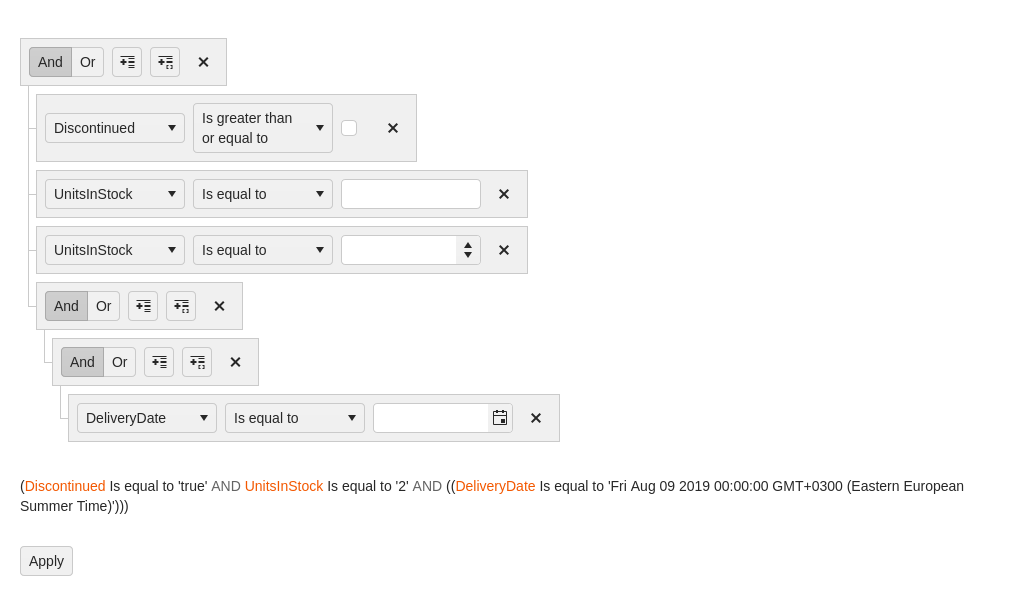 And Or
Discontinued Is greater than
or equal to
UnitsInStock Is equal to
UnitsInStock Is equal to
And Or
And Or
DeliveryDate Is equal to
(Discontinued Is equal to 'true' AND UnitsInStock Is equal to '2' AND ((DeliveryDate Is equal to 'Fri Aug 09 2019 00:00:00 GMT+0300 (Eastern European
Summer Time)')))
Apply